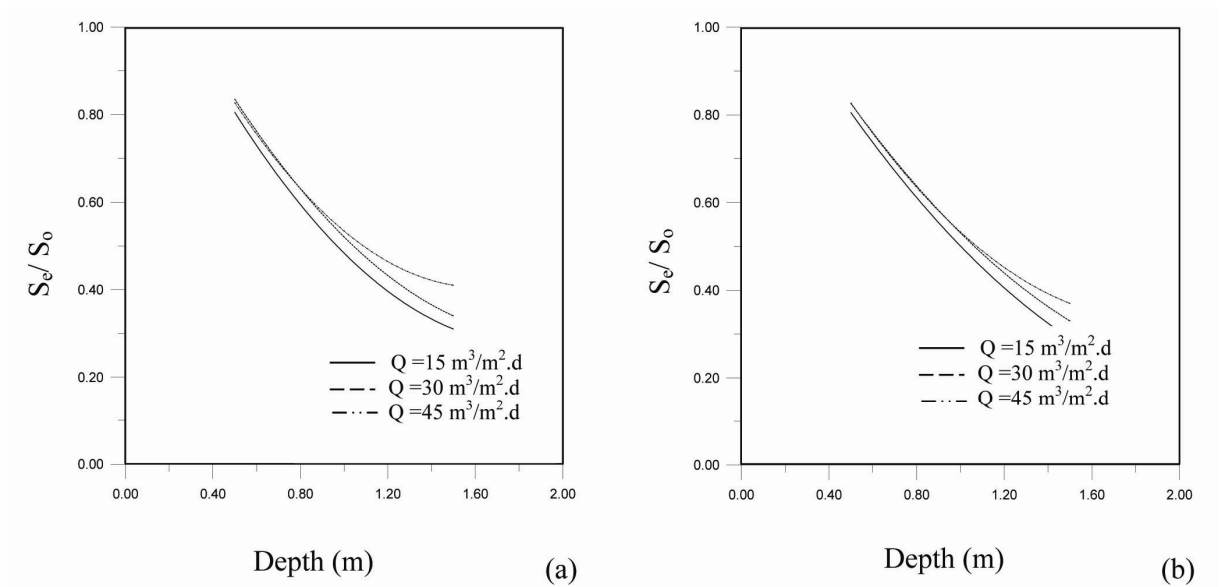 1.00
0.80
0.60
0.40
0.20
0.00
Se/ So
Q =15 m³/m².d
Q =30 m³/m².d
Q =45 m³/m².d
0.00 0.40 0.80 1.20 1.60 2.00
Depth (m)
(a)
1.00
0.80
0.60
0.40
0.20
0.00
Se/ So
Q =15 m³/m².d
Q =30 m³/m².d
Q =45 m³/m².d
0.00 0.40 0.80 1.20 1.60 2.00
Depth (m)
(b)